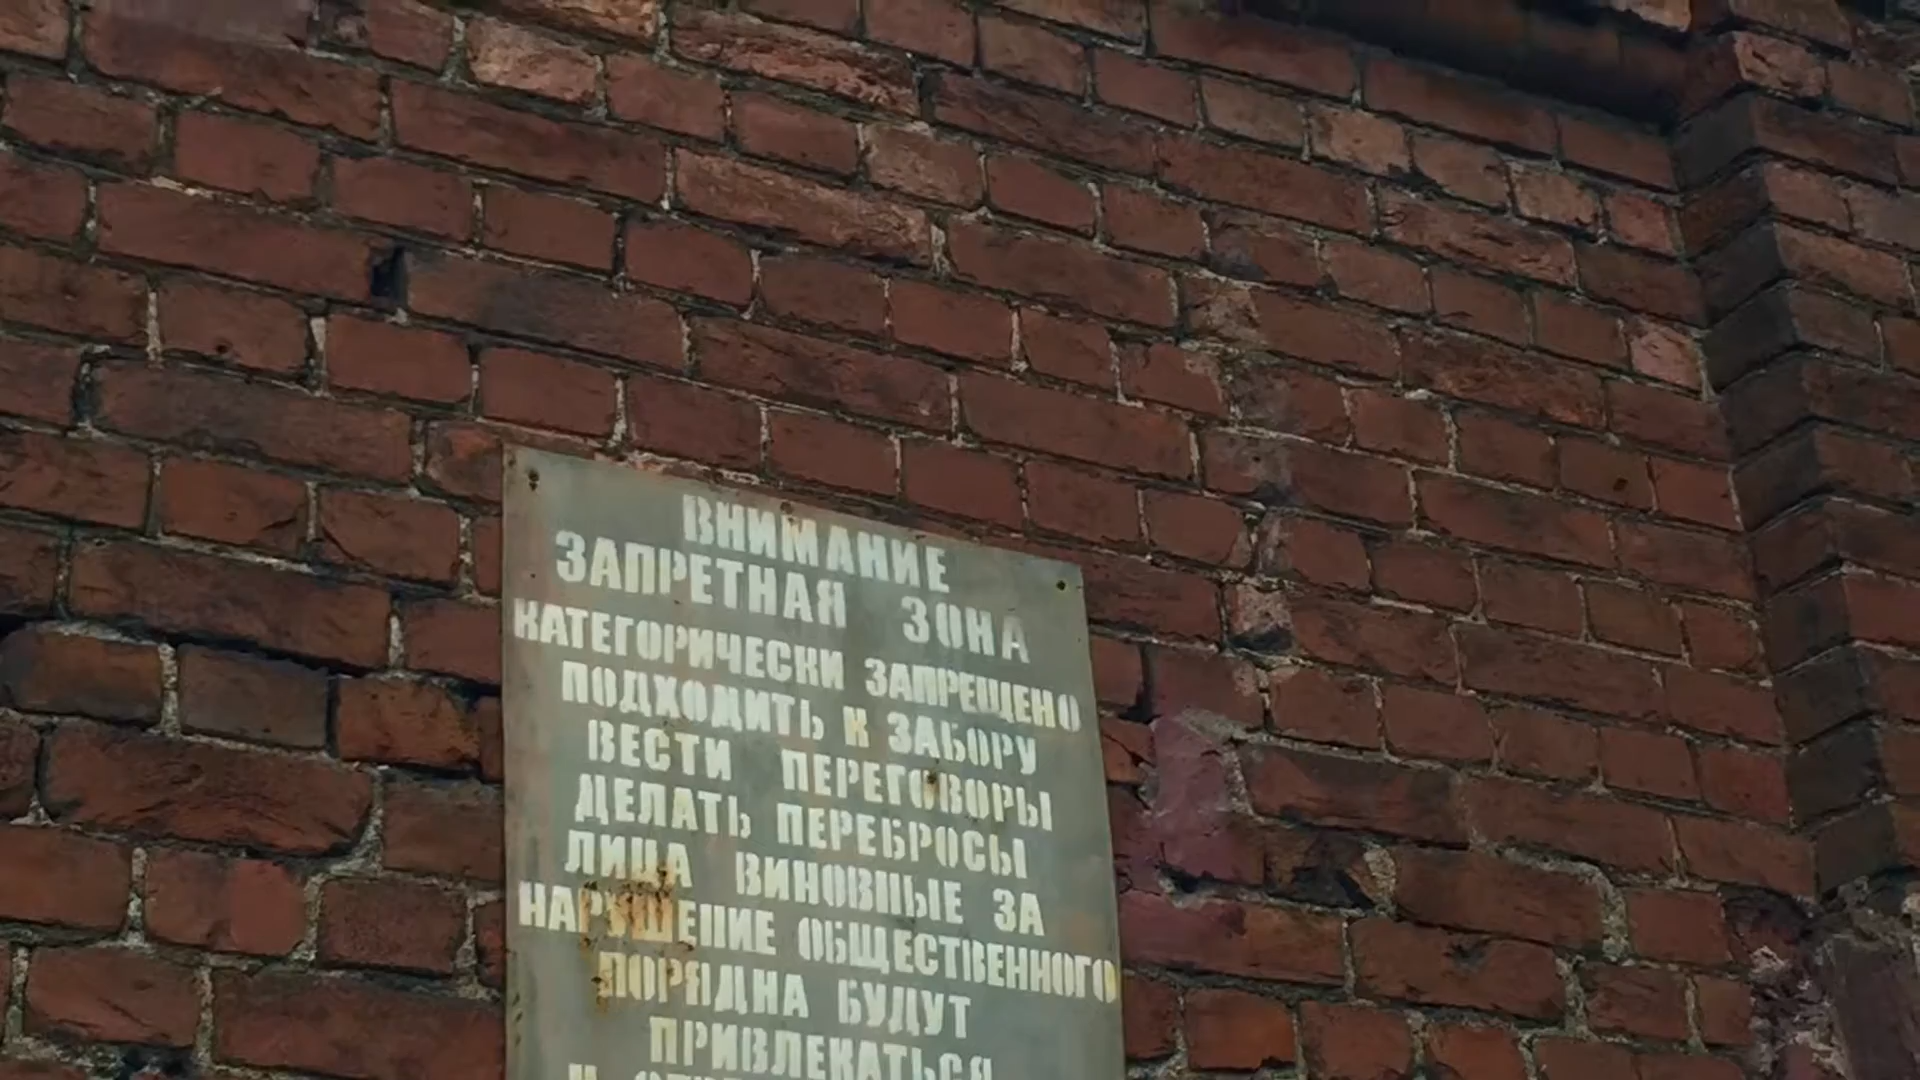 ВНИМАНИЕ
ЗАПРЕТНАЯ ЗОНА
КАТЕГОРИЧЕСКИ ЗАПРЕЩЕНО
ПОДХОДИТЬ К ЗАБОРУ
ВЕСТИ ПЕРЕГОВОРЫ
ДЕЛАТЬ ПЕРЕБРОСЫ
ЛИЦА ВИНОВНЫЕ ЗА
НАРУШЕНИЕ ОБЩЕСТВЕННОГО
ПОРЯДКА БУДУТ
ПРИВЛЕКАТЬСЯ